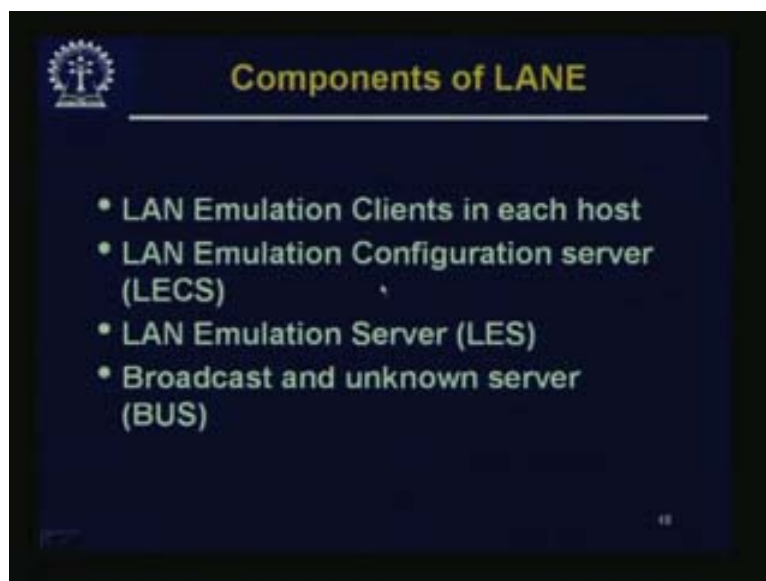 Components of LANE
• LAN Emulation Clients in each host
• LAN Emulation Configuration server
(LECS)
• LAN Emulation Server (LES)
• Broadcast and unknown server
(BUS)